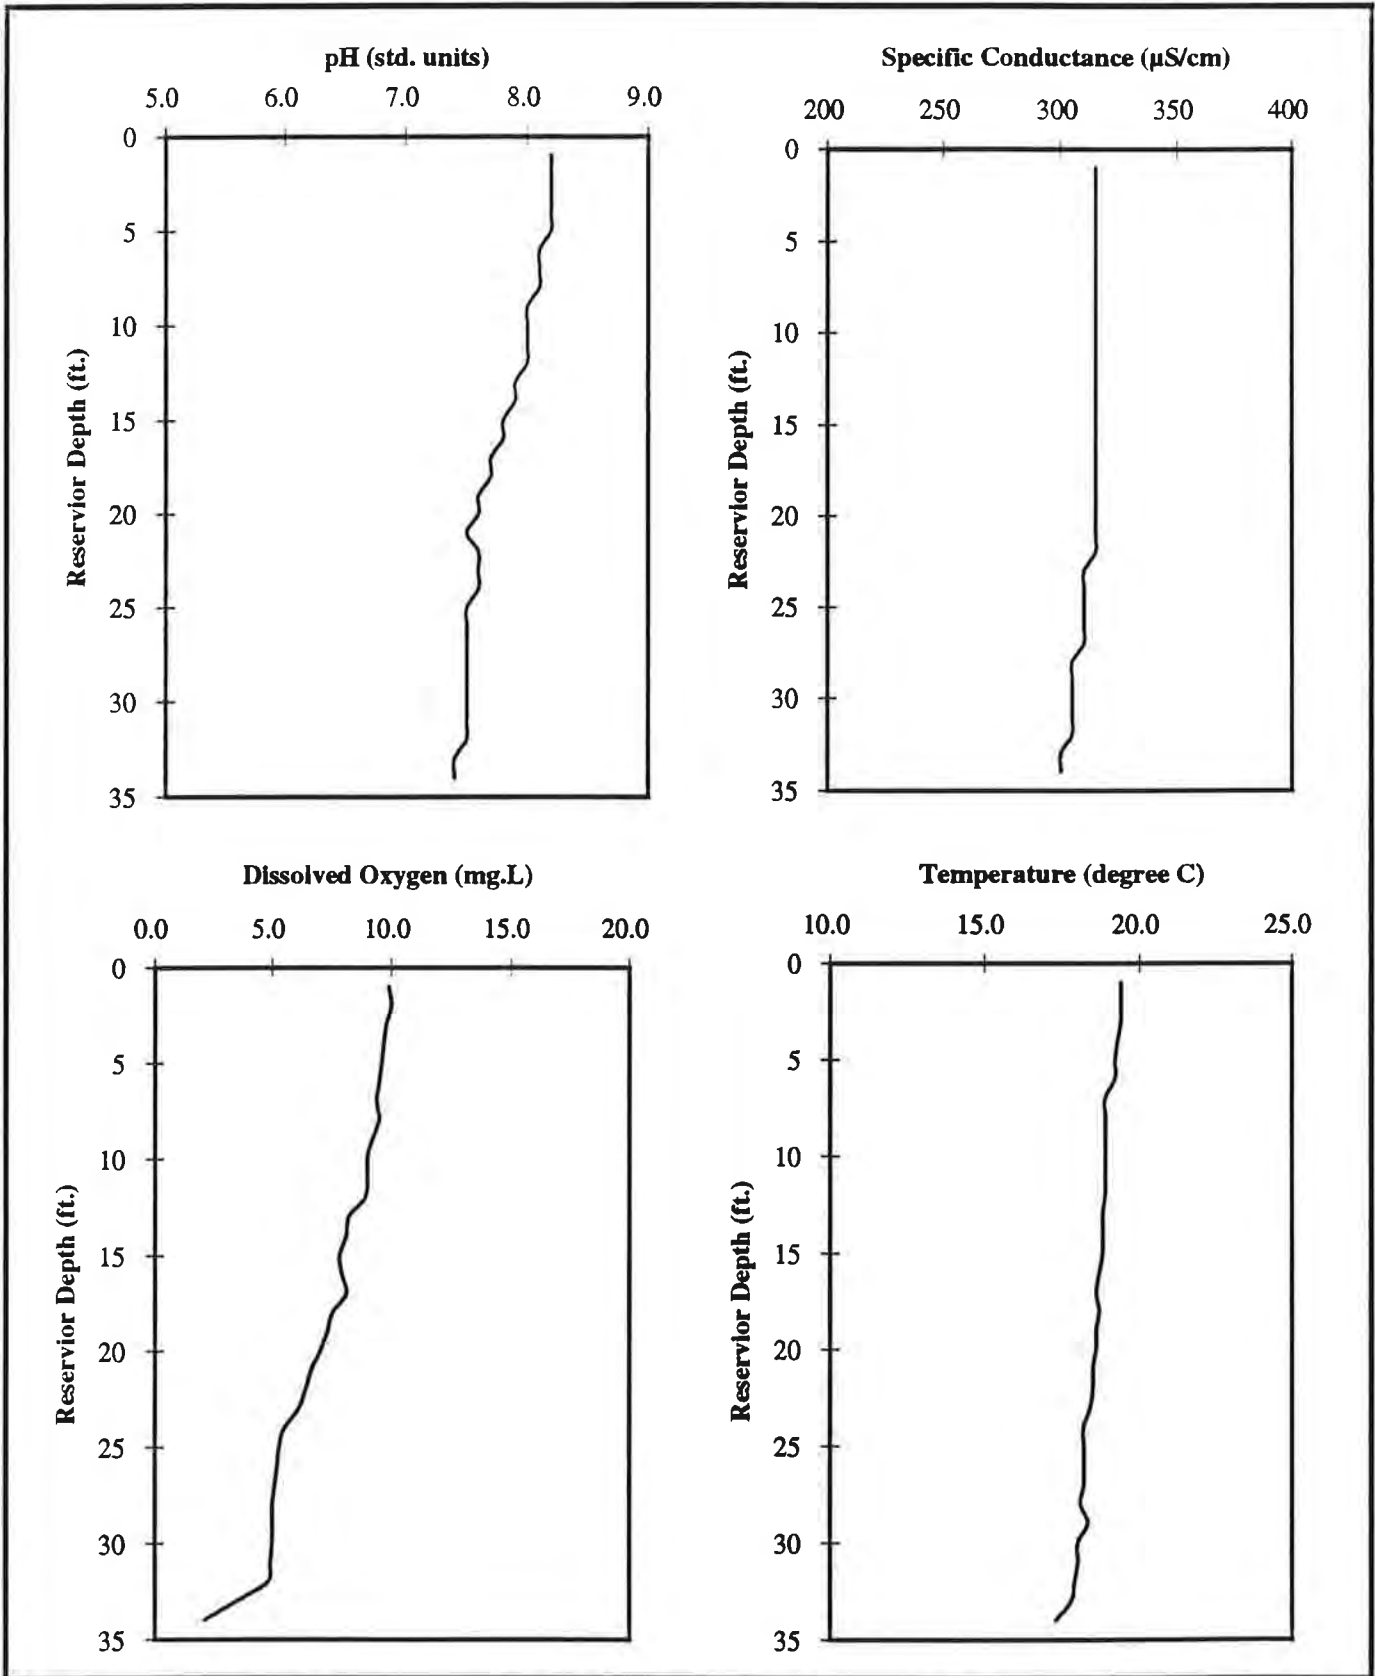 pH (std. units)
5.0 6.0 7.0 8.0 9.0
0
5
10
15
20
25
30
35
Reservior Depth (ft.)
Specific Conductance (µS/cm)
200 250 300 350 400
0
5
10
15
20
25
30
35
Reservior Depth (ft.)
Dissolved Oxygen (mg.L)
0.0 5.0 10.0 15.0 20.0
0
5
10
15
20
25
30
35
Reservior Depth (ft.)
Temperature (degree C)
10.0 15.0 20.0 25.0
0
5
10
15
20
25
30
35
Reservior Depth (ft.)